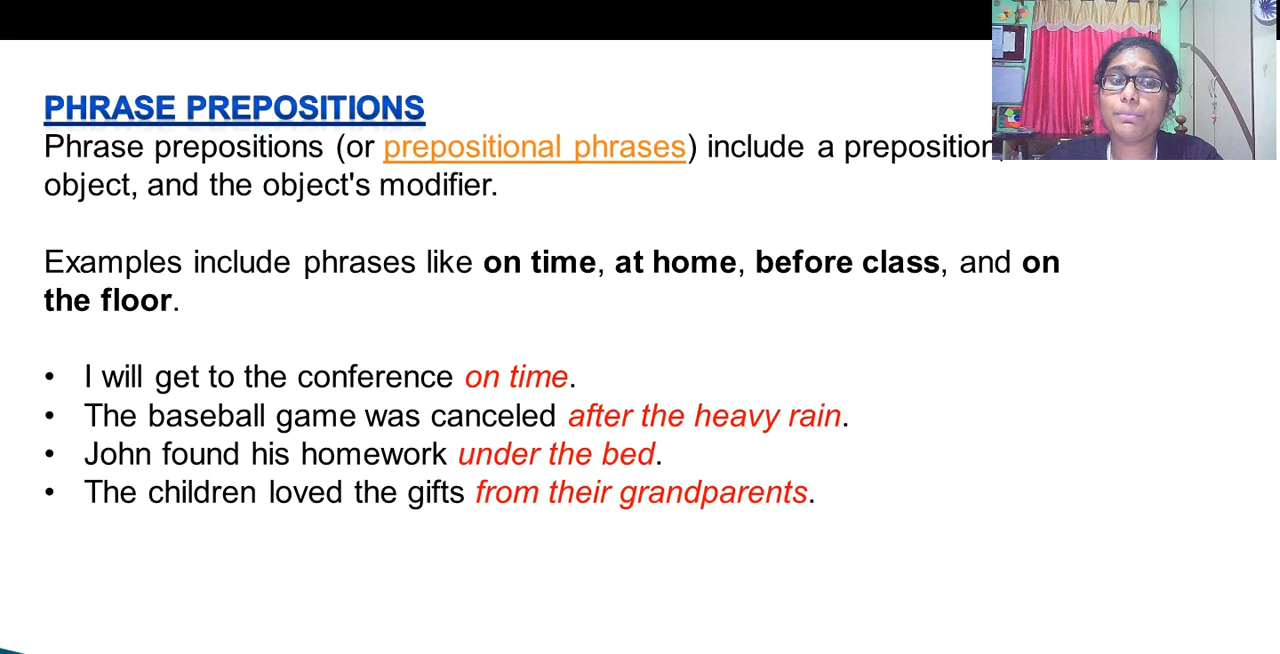 PHRASE PREPOSITIONS
Phrase prepositions (or prepositional phrases) include a preposition,
object, and the object's modifier.
Examples include phrases like on time, at home, before class, and on
the floor.
• I will get to the conference on time.
• The baseball game was canceled after the heavy rain.
• John found his homework under the bed.
• The children loved the gifts from their grandparents.